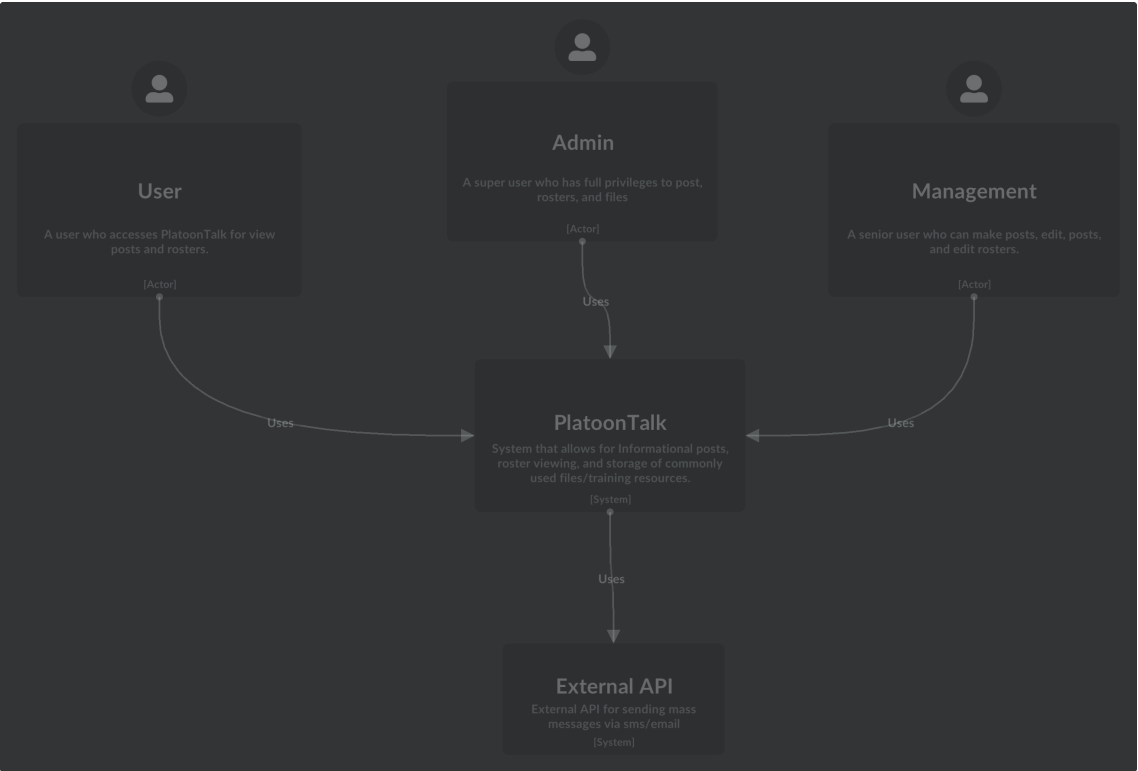 Admin
A super user who has full privileges to post,
rosters, and files
[Actor]
User
A user who accesses PlatoonTalk for view
posts and rosters.
[Actor]
Management
A senior user who can make posts, edit, posts,
and edit rosters.
[Actor]
Uses
Uses
Uses
PlatoonTalk
System that allows for Informational posts,
roster viewing, and storage of commonly
used files/training resources.
[System]
Uses
External API
External API for sending mass
messages via sms/email
[System]